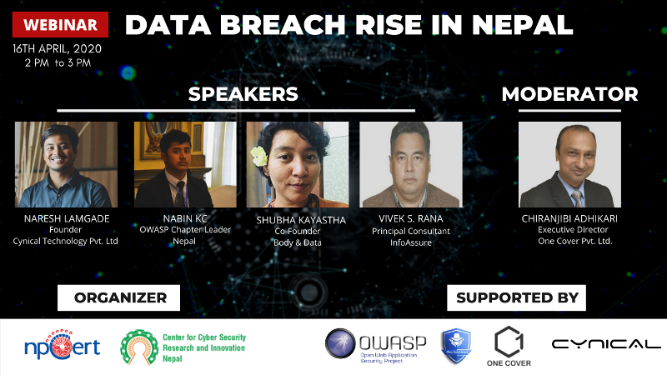 WEBINAR
DATA BREACH RISE IN NEPAL
16TH APRIL, 2020
2 PM to 3 PM
SPEAKERS
MODERATOR
NARESH LAMGADE
Founder
Cynical Technology Pvt. Ltd
NABIN KC
OWASP Chapter Leader
Nepal
SHUBHA KAYASTHA
Co-Founder
Body & Data
VIVEK S. RANA
Principal Consultant
InfoAssure
CHIRANJIBI ADHIKARI
Executive Director
One Cover Pvt. Ltd.
ORGANIZER
SUPPORTED BY
npCert
Center for Cyber Security
Research and Innovation
Nepal
OWASP
Open Web Application
Security Project
ONE COVER
CYNICAL